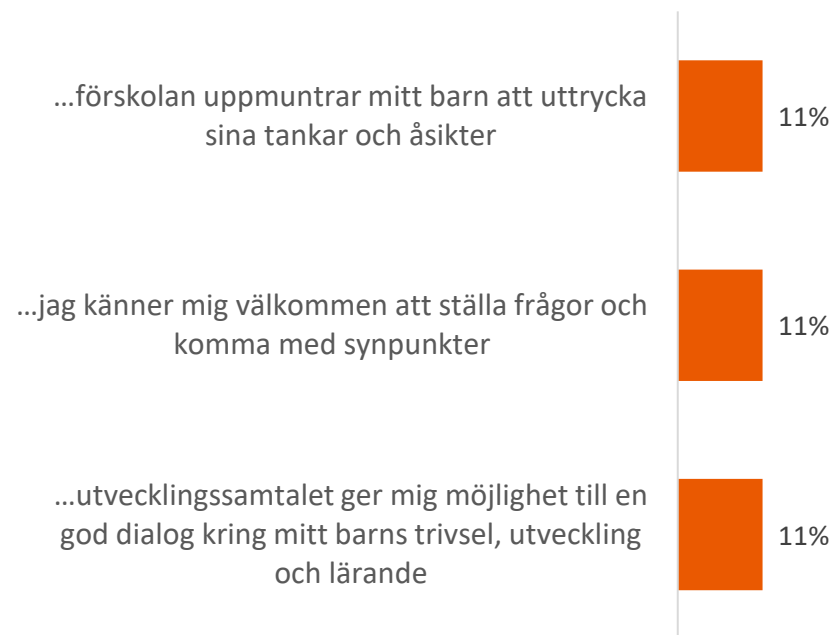 ...förskolan uppmuntrar mitt barn att uttrycka
sina tankar och åsikter
11%
...jag känner mig välkommen att ställa frågor och
komma med synpunkter
11%
...utvecklingssamtalet ger mig möjlighet till en
god dialog kring mitt barns trivsel, utveckling
och lärande
11%